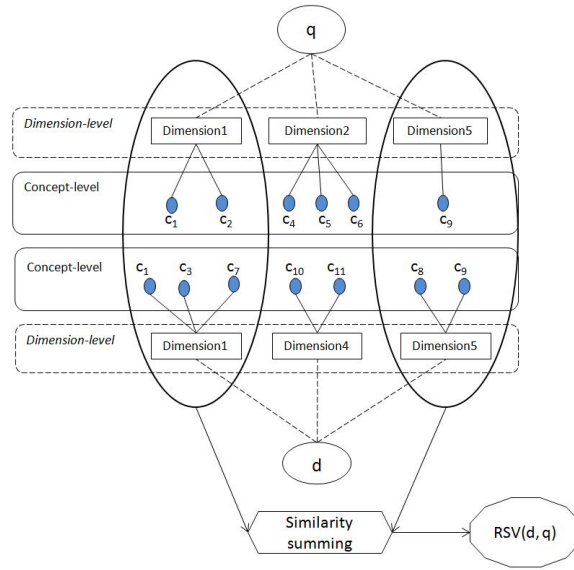 q
Dimension-level
Dimension1
Dimension2
Dimension5
Concept-level
c1
c2
c4
c5
c6
c9
Concept-level
c1
c3
c7
c10
c11
c8
c9
Dimension-level
Dimension1
Dimension4
Dimension5
d
Similarity
summing
RSV(d, q)